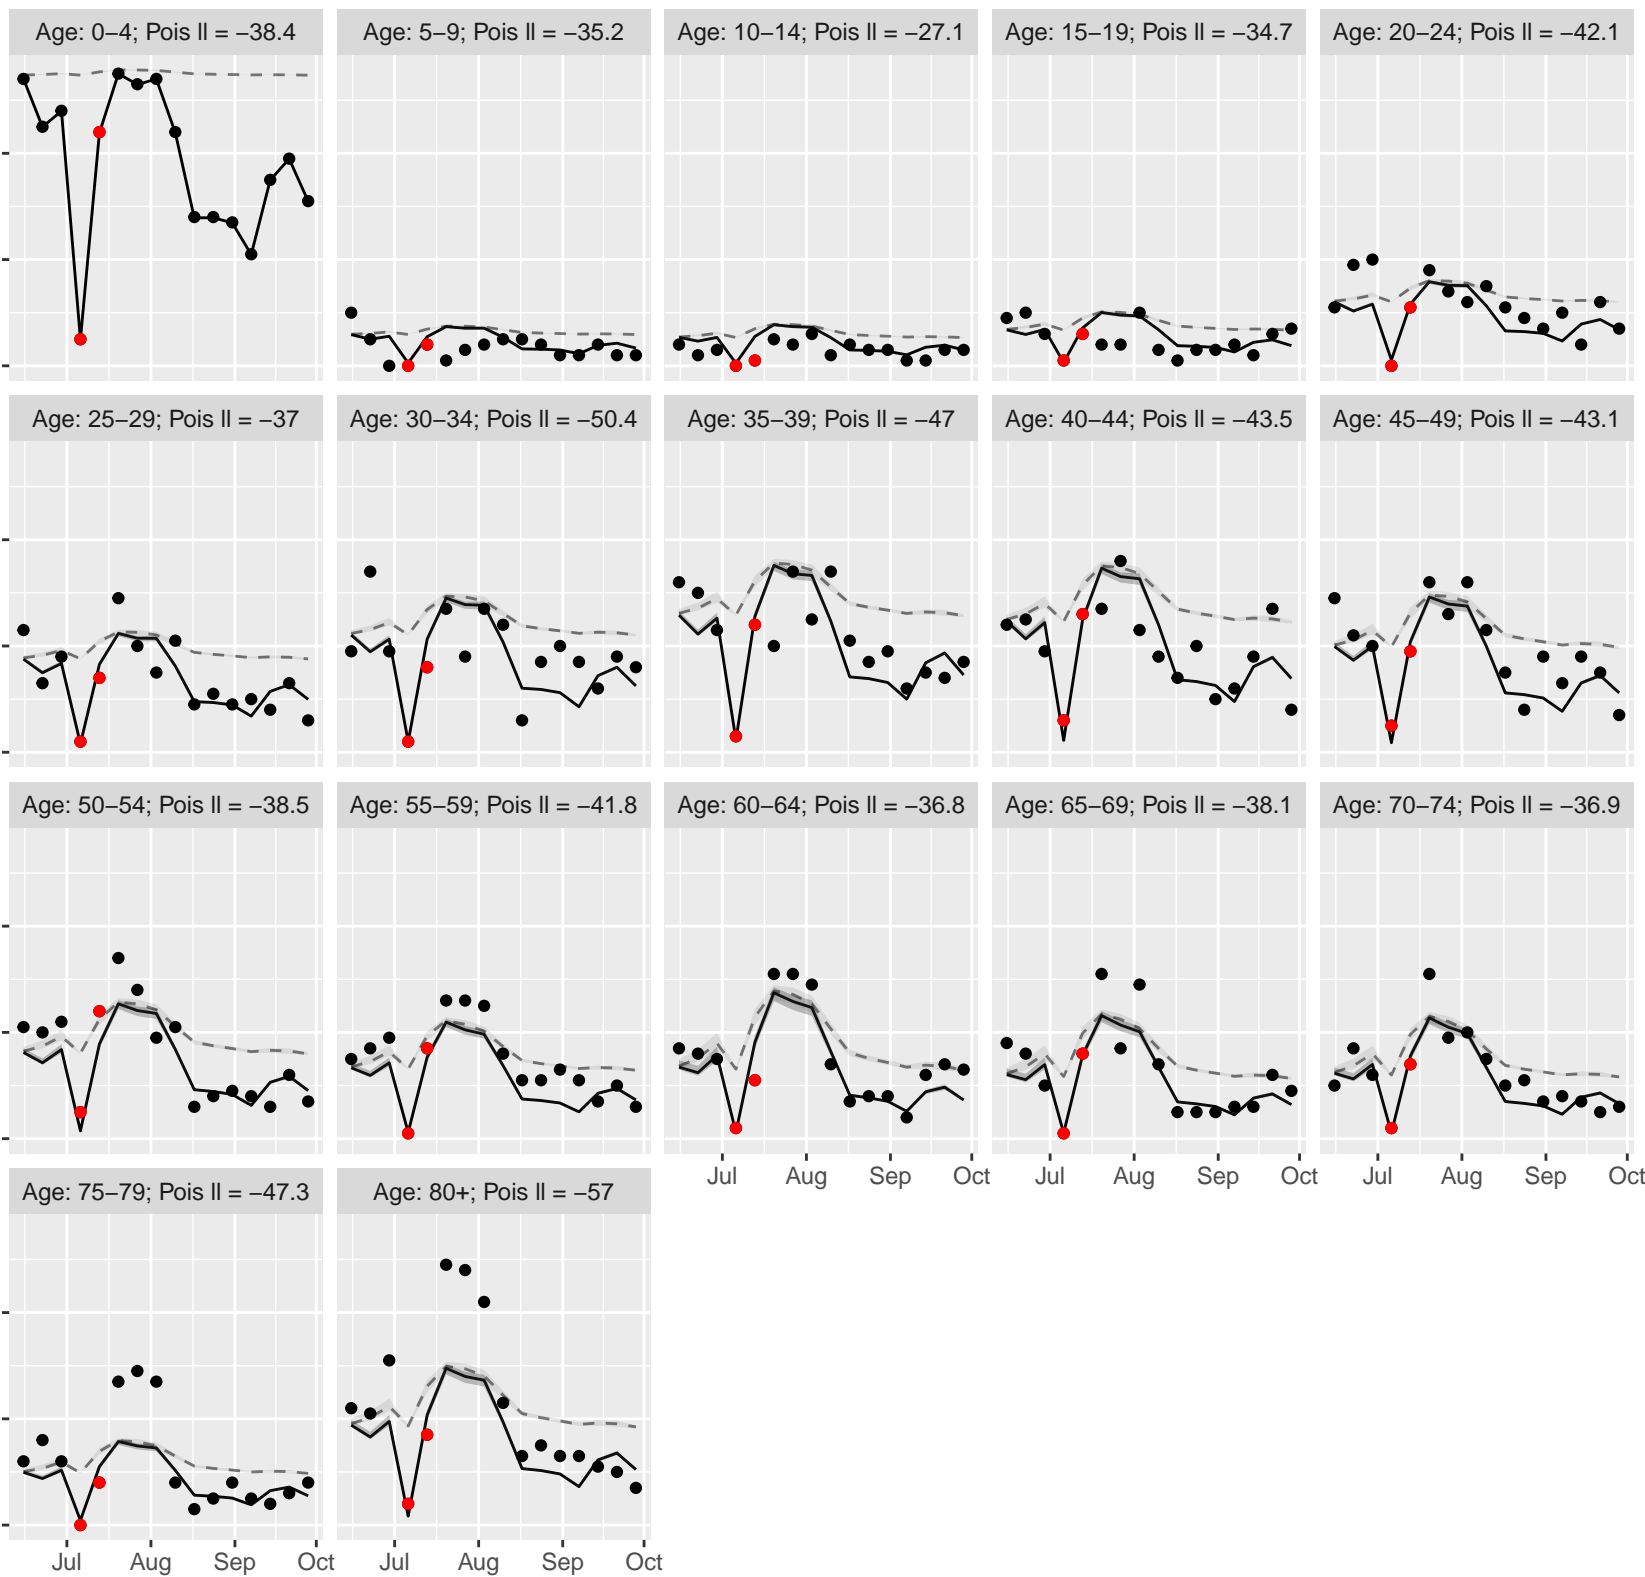 Age: 0−4; Pois ll = −38.4
Age: 5−9; Pois ll = −35.2
Age: 10−14; Pois ll = −27.1
Age: 15−19; Pois ll = −34.7
Age: 20−24; Pois ll = −42.1
Age: 25−29; Pois ll = −37
Age: 30−34; Pois ll = −50.4
Age: 35−39; Pois ll = −47
Age: 40−44; Pois ll = −43.5
Age: 45−49; Pois ll = −43.1
Age: 50−54; Pois ll = −38.5
Age: 55−59; Pois ll = −41.8
Age: 60−64; Pois ll = −36.8
Age: 65−69; Pois ll = −38.1
Age: 70−74; Pois ll = −36.9
Jul Aug Sep Oct
Jul Aug Sep Oct
Jul Aug Sep Oct
Age: 75−79; Pois ll = −47.3
Age: 80+; Pois ll = −57
Jul Aug Sep Oct
Jul Aug Sep Oct